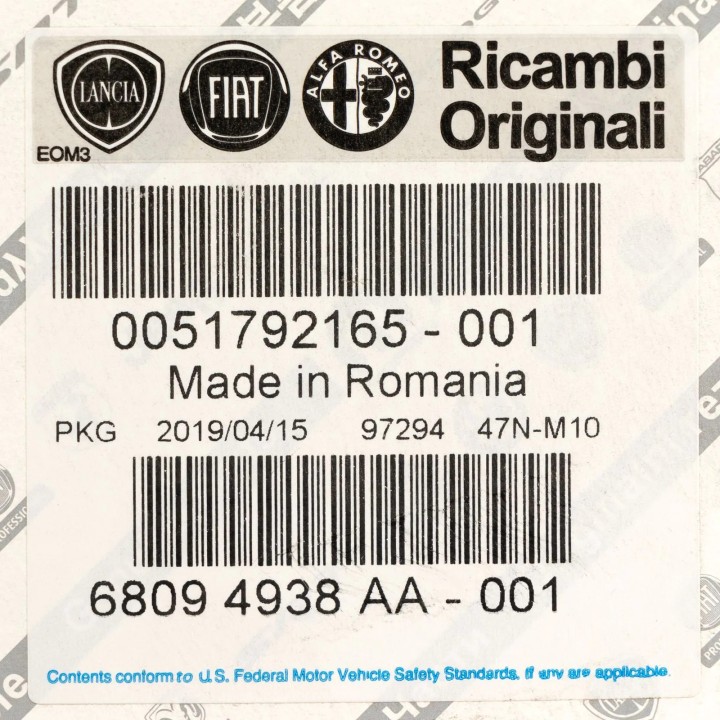 LANCIA FIAT ALFA ROMEO Ricambi
Originali
EOM3
0051792165 - 001
Made in Romania
PKG 2019/04/15 97294 47N-M10
6809 4938 AA - 001
Contents conform to U.S. Federal Motor Vehicle Safety Standards, if any are applicable.